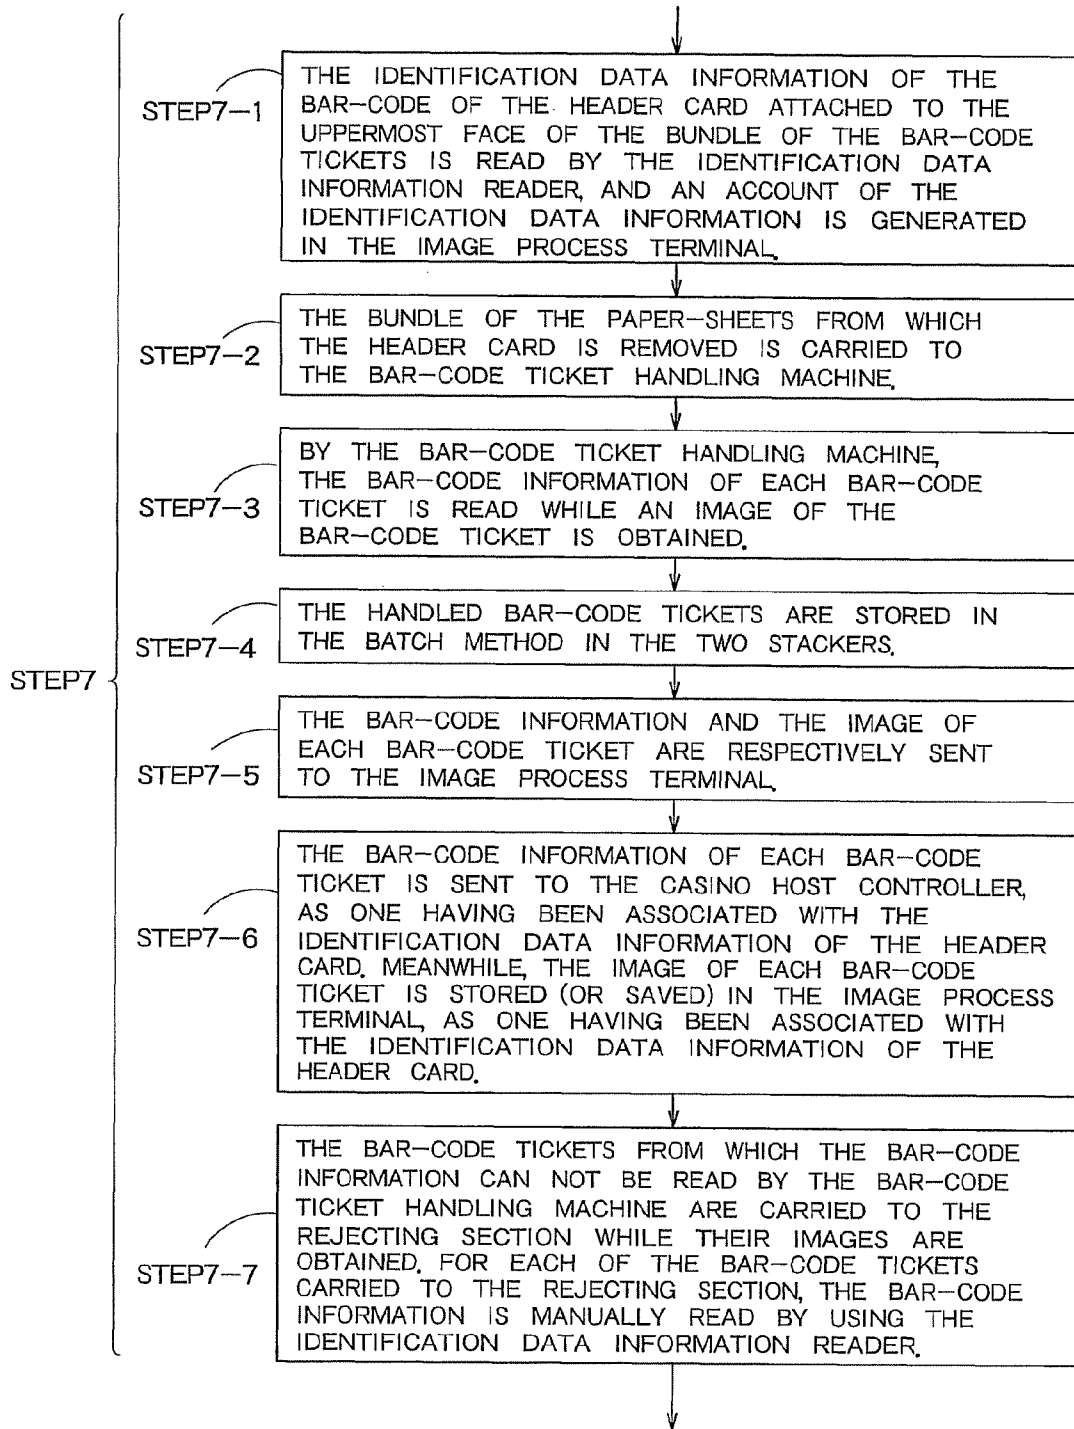 THE IDENTIFICATION DATA INFORMATION OF THE
BAR-CODE OF THE HEADER CARD ATTACHED TO THE
UPPERMOST FACE OF THE BUNDLE OF THE BAR-CODE
TICKETS IS READ BY THE IDENTIFICATION DATA
INFORMATION READER, AND AN ACCOUNT OF THE
IDENTIFICATION DATA INFORMATION IS GENERATED
IN THE IMAGE PROCESS TERMINAL.
STEP7-1
THE BUNDLE OF THE PAPER-SHEETS FROM WHICH
THE HEADER CARD IS REMOVED IS CARRIED TO
THE BAR-CODE TICKET HANDLING MACHINE.
STEP7-2
BY THE BAR-CODE TICKET HANDLING MACHINE,
THE BAR-CODE INFORMATION OF EACH BAR-CODE
TICKET IS READ WHILE AN IMAGE OF THE
BAR-CODE TICKET IS OBTAINED.
STEP7-3
THE HANDLED BAR-CODE TICKETS ARE STORED IN
THE BATCH METHOD IN THE TWO STACKERS.
STEP7-4
STEP7
THE BAR-CODE INFORMATION AND THE IMAGE OF
EACH BAR-CODE TICKET ARE RESPECTIVELY SENT
TO THE IMAGE PROCESS TERMINAL.
STEP7-5
THE BAR-CODE INFORMATION OF EACH BAR-CODE
TICKET IS SENT TO THE CASINO HOST CONTROLLER,
AS ONE HAVING BEEN ASSOCIATED WITH THE
IDENTIFICATION DATA INFORMATION OF THE HEADER
CARD. MEANWHILE, THE IMAGE OF EACH BAR-CODE
TICKET IS STORED (OR SAVED) IN THE IMAGE PROCESS
TERMINAL, AS ONE HAVING BEEN ASSOCIATED WITH
THE IDENTIFICATION DATA INFORMATION OF THE
HEADER CARD.
STEP7-6
THE BAR-CODE TICKETS FROM WHICH THE BAR-CODE
INFORMATION CAN NOT BE READ BY THE BAR-CODE
TICKET HANDLING MACHINE ARE CARRIED TO THE
REJECTING SECTION WHILE THEIR IMAGES ARE
OBTAINED. FOR EACH OF THE BAR-CODE TICKETS
CARRIED TO THE REJECTING SECTION, THE BAR-CODE
INFORMATION IS MANUALLY READ BY USING THE
IDENTIFICATION DATA INFORMATION READER.
STEP7-7